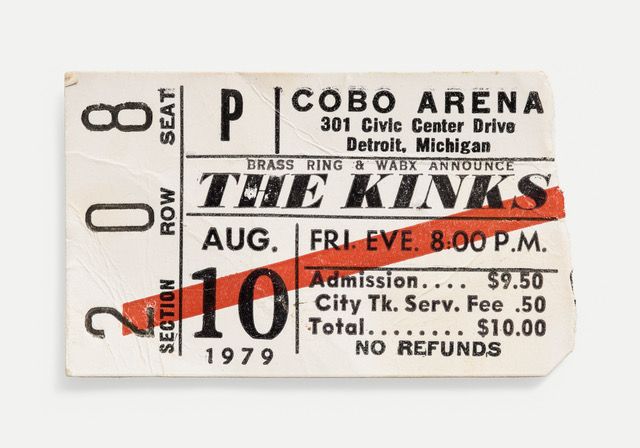 2 0 8
SECTION ROW SEAT
P
COBO ARENA
301 Civic Center Drive
Detroit, Michigan
BRASS RING & WABX ANNOUNCE
THE KINKS
AUG.
10
1979
FRI. EVE. 8:00 P.M.
Admission.... $9.50
City Tk. Serv. Fee .50
Total........ $10.00
NO REFUNDS